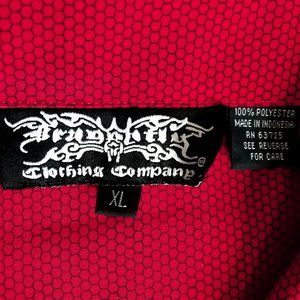 Dragonfly
Clothing Company
®
XL
100% POLYESTER
MADE IN INDONESIA
RN 63725
SEE REVERSE
FOR CARE